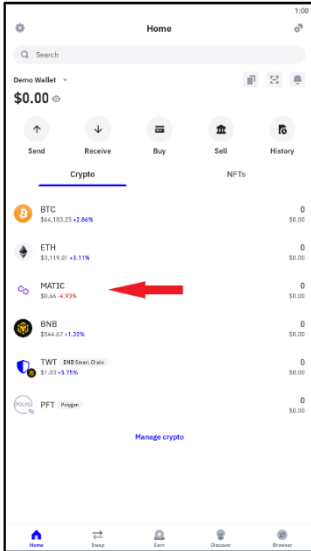 1:00
Home
Search
Demo Wallet
$0.00
Send Receive Buy Sell History
Crypto NFTs
BTC 0
$64,183.23 +2.86% $0.00
ETH 0
$3,119.01 +3.11% $0.00
MATIC 0
$0.66 -4.93% $0.00
BNB 0
$544.67 +1.32% $0.00
TWT BNB Smart Chain 0
$1.03 +5.75% $0.00
PFT Polygon 0
$0.00
Manage crypto
Home Swap Earn Discover Browser